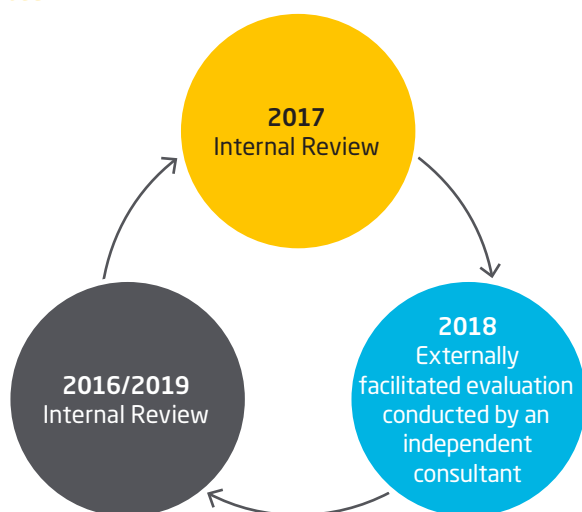 2017
Internal Review
2018
Externally
facilitated evaluation
conducted by an
independent
consultant
2016/2019
Internal Review